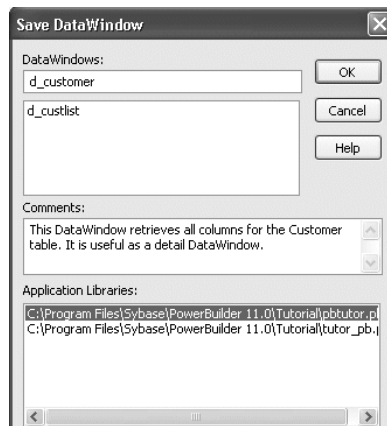 Save DataWindow
DataWindows:
d_customer
d_custlist
OK
Cancel
Help
Comments:
This DataWindow retrieves all columns for the Customer
table. It is useful as a detail DataWindow.
Application Libraries:
C:\Program Files\Sybase\PowerBuilder 11.0\Tutorial\pbtutor.pl
C:\Program Files\Sybase\PowerBuilder 11.0\Tutorial\tutor_pb.p